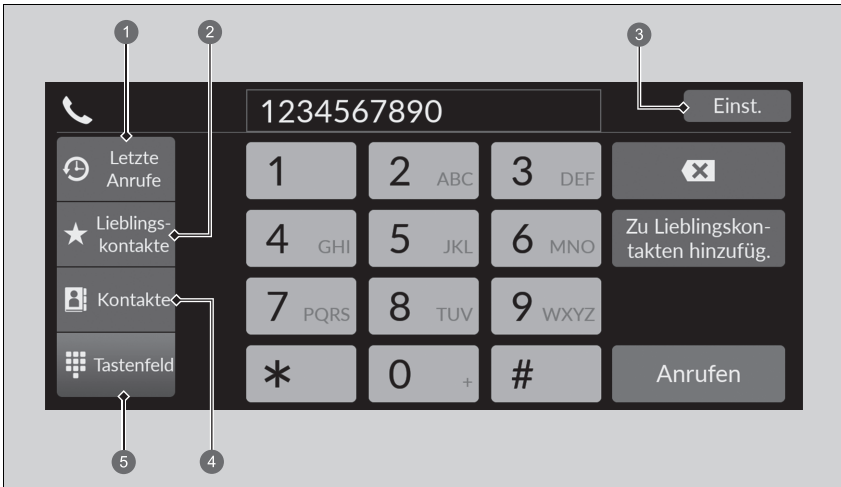 1
2
3
1234567890
Einst.
Letzte
Anrufe
1
2 ABC
3 DEF
Lieblings-
kontakte
4 GHI
5 JKL
6 MNO
Zu Lieblingskon-
takten hinzufüg.
Kontakte
7 PQRS
8 TUV
9 WXYZ
Tastenfeld
*
0 +
#
Anrufen
5
4